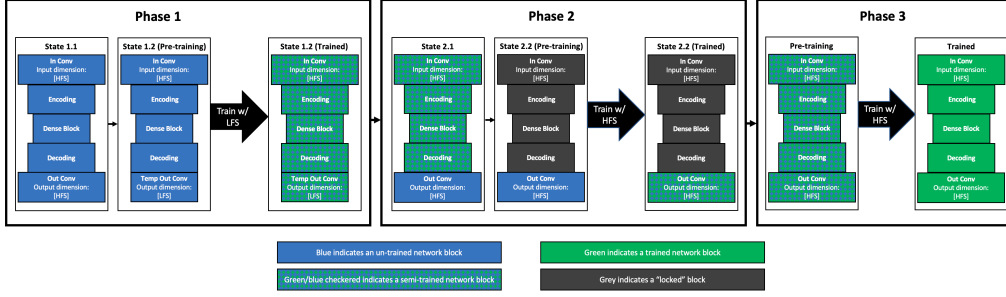 Phase 1
State 1.1
In Conv
Input dimension:
[HFS]
Encoding
Dense Block
Decoding
Out Conv
Output dimension:
[HFS]
State 1.2 (Pre-training)
In Conv
Input dimension:
[HFS]
Encoding
Dense Block
Decoding
Temp Out Conv
Output dimension:
[LFS]
Train w/
LFS
State 1.2 (Trained)
In Conv
Input dimension:
[HFS]
Encoding
Dense Block
Decoding
Temp Out Conv
Output dimension:
[LFS]
Phase 2
State 2.1
In Conv
Input dimension:
[HFS]
Encoding
Dense Block
Decoding
Out Conv
Output dimension:
[HFS]
State 2.2 (Pre-training)
In Conv
Input dimension:
[HFS]
Encoding
Dense Block
Decoding
Out Conv
Output dimension:
[HFS]
Train w/
HFS
State 2.2 (Trained)
In Conv
Input dimension:
[HFS]
Encoding
Dense Block
Decoding
Out Conv
Output dimension:
[HFS]
Phase 3
Pre-training
In Conv
Input dimension:
[HFS]
Encoding
Dense Block
Decoding
Out Conv
Output dimension:
[HFS]
Train w/
HFS
Trained
In Conv
Input dimension:
[HFS]
Encoding
Dense Block
Decoding
Out Conv
Output dimension:
[HFS]
Blue indicates an un-trained network block
Green indicates a trained network block
Green/blue checkered indicates a semi-trained network block
Grey indicates a "locked" block